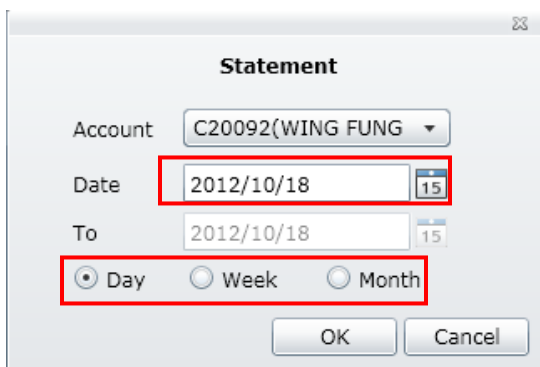 Statement
Account C20092(WING FUNG
Date 2012/10/18 15
To 2012/10/18 15
Day Week Month
OK Cancel